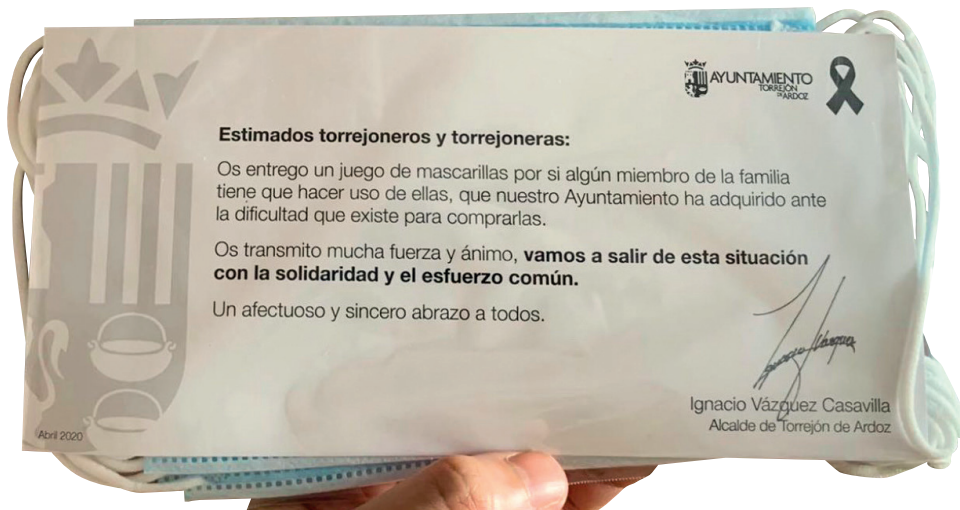 AYUNTAMIENTO
TORREJÓN
DE ARDOZ
Estimados torrejoneros y torrejoneras:
Os entrego un juego de mascarillas por si algún miembro de la familia
tiene que hacer uso de ellas, que nuestro Ayuntamiento ha adquirido ante
la dificultad que existe para comprarlas.
Os transmito mucha fuerza y ánimo, vamos a salir de esta situación
con la solidaridad y el esfuerzo común.
Un afectuoso y sincero abrazo a todos.
Ignacio Vázquez Casavilla
Alcalde de Torrejón de Ardoz
Abril 2020